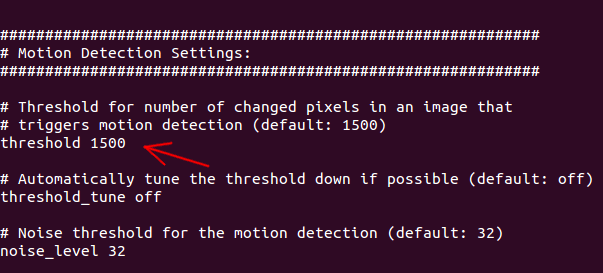 ############################################################
# Motion Detection Settings:
############################################################
# Threshold for number of changed pixels in an image that
# triggers motion detection (default: 1500)
threshold 1500
# Automatically tune the threshold down if possible (default: off)
threshold_tune off
# Noise threshold for the motion detection (default: 32)
noise_level 32